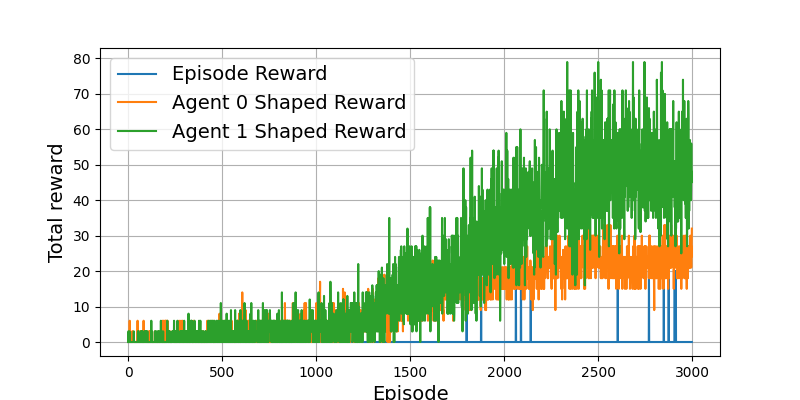 Episode Reward
Agent 0 Shaped Reward
Agent 1 Shaped Reward
Total reward
80
70
60
50
40
30
20
10
0
0 500 1000 1500 2000 2500 3000
Episode